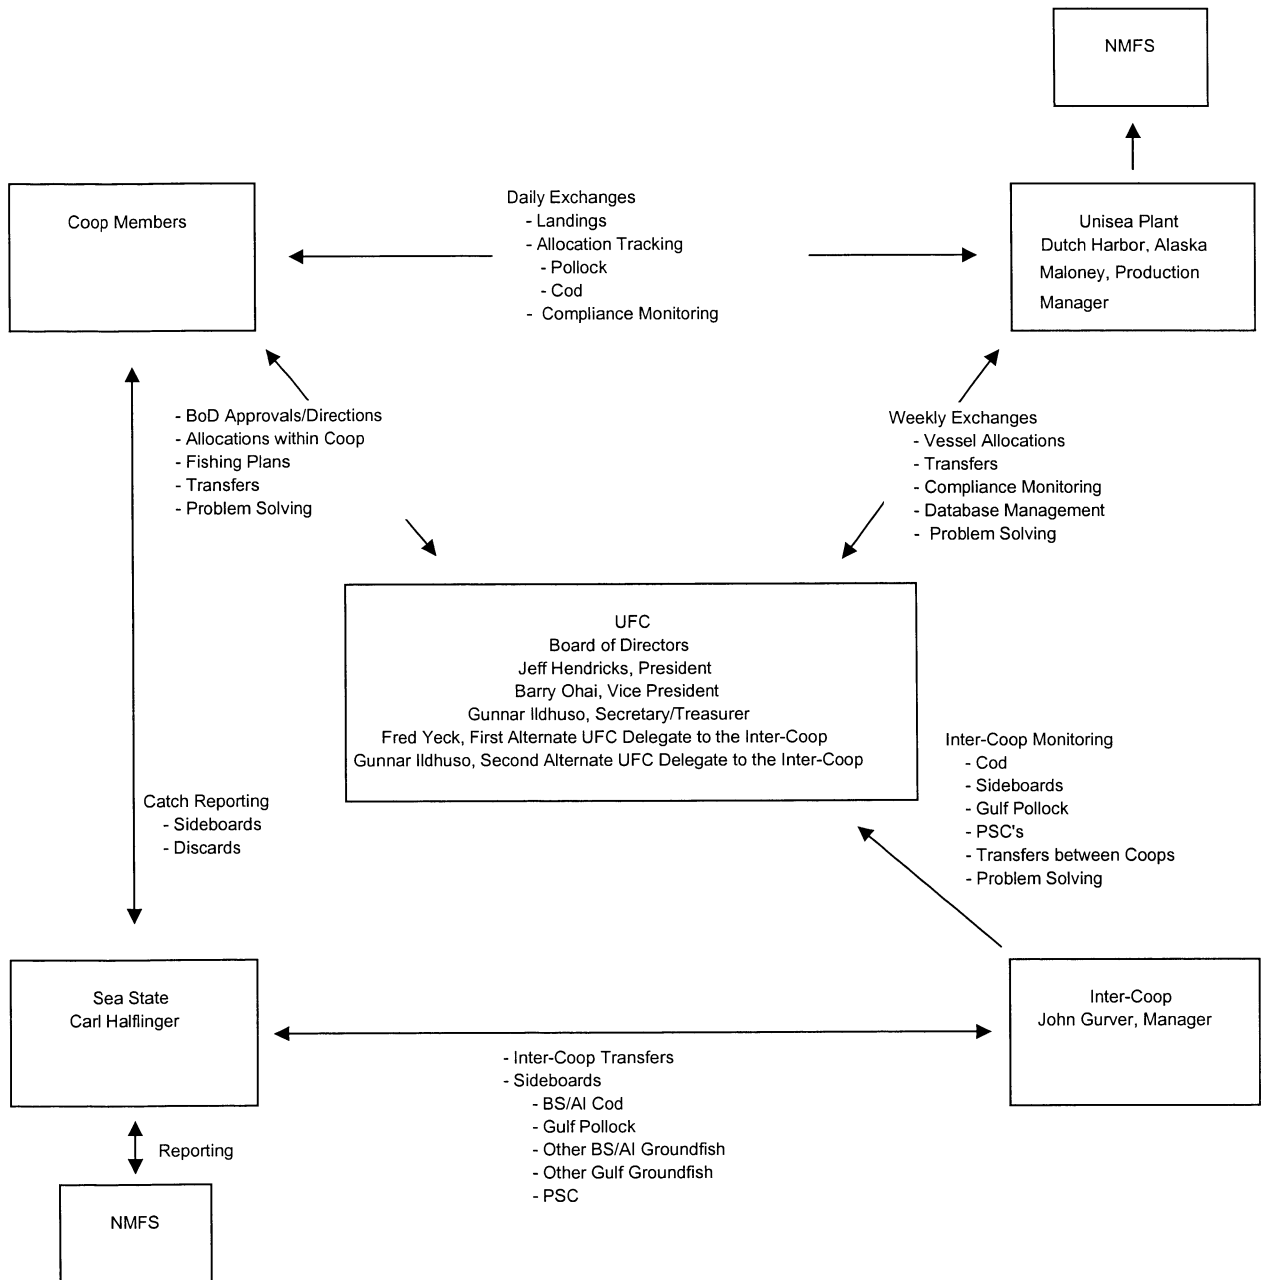 NMFS
Coop Members
Daily Exchanges
- Landings
- Allocation Tracking
- Pollock
- Cod
- Compliance Monitoring
Unisea Plant
Dutch Harbor, Alaska
Maloney, Production
Manager
- BoD Approvals/Directions
- Allocations within Coop
- Fishing Plans
- Transfers
- Problem Solving
Weekly Exchanges
- Vessel Allocations
- Transfers
- Compliance Monitoring
- Database Management
- Problem Solving
UFC
Board of Directors
Jeff Hendricks, President
Barry Ohai, Vice President
Gunnar Ildhuso, Secretary/Treasurer
Fred Yeck, First Alternate UFC Delegate to the Inter-Coop
Gunnar Ildhuso, Second Alternate UFC Delegate to the Inter-Coop
Inter-Coop Monitoring
- Cod
- Sideboards
- Gulf Pollock
- PSC's
- Transfers between Coops
- Problem Solving
Catch Reporting
- Sideboards
- Discards
Sea State
Carl Halflinger
Inter-Coop
John Gurver, Manager
- Inter-Coop Transfers
- Sideboards
- BS/AI Cod
- Gulf Pollock
- Other BS/AI Groundfish
- Other Gulf Groundfish
- PSC
Reporting
NMFS